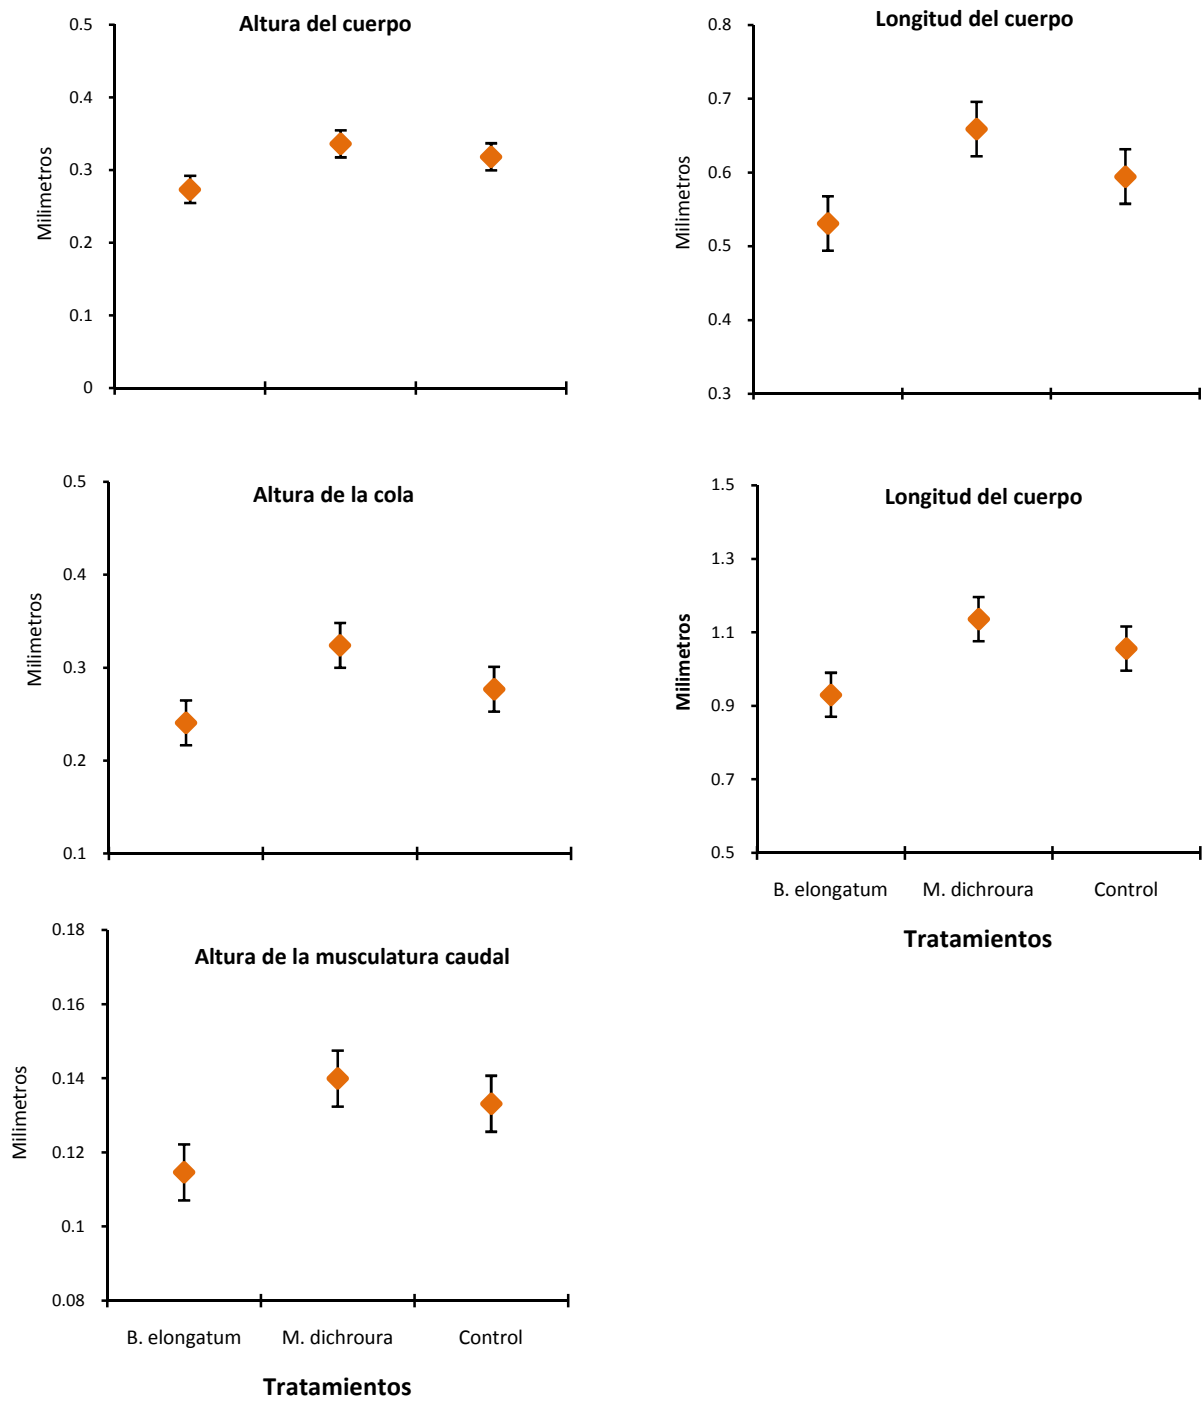 Altura del cuerpo
Milimetros
0.5
0.4
0.3
0.2
0.1
0
Longitud del cuerpo
Milimetros
0.8
0.7
0.6
0.5
0.4
0.3
Altura de la cola
Milimetros
0.5
0.4
0.3
0.2
0.1
Longitud del cuerpo
Milimetros
1.5
1.3
1.1
0.9
0.7
0.5
B. elongatum
M. dichroura
Control
Tratamientos
Altura de la musculatura caudal
Milimetros
0.18
0.16
0.14
0.12
0.1
0.08
B. elongatum
M. dichroura
Control
Tratamientos